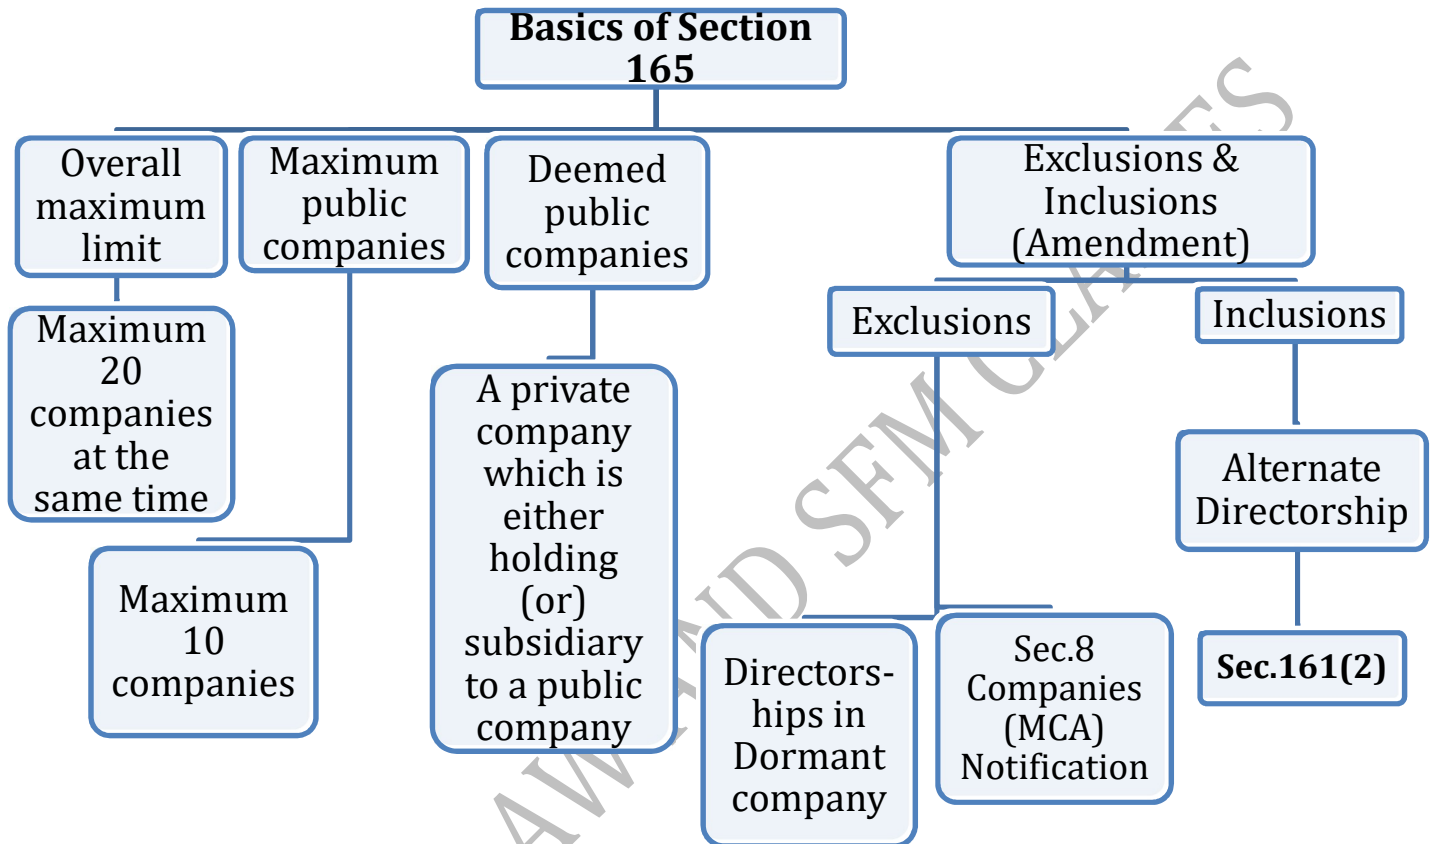 Basics of Section
165
Overall
maximum
limit
Maximum
public
companies
Deemed
public
companies
Exclusions &
Inclusions
(Amendment)
Maximum
20
companies
at the
same time
Maximum
10
companies
A private
company
which is
either
holding
(or)
subsidiary
to a public
company
Exclusions
Inclusions
Directors-
hips in
Dormant
company
Sec.8
Companies
(MCA)
Notification
Alternate
Directorship
Sec.161(2)
AND SFM